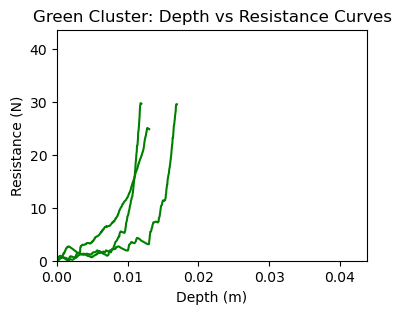 Green Cluster: Depth vs Resistance Curves
40
30
20
10
0
Resistance (N)
0.00 0.01 0.02 0.03 0.04
Depth (m)